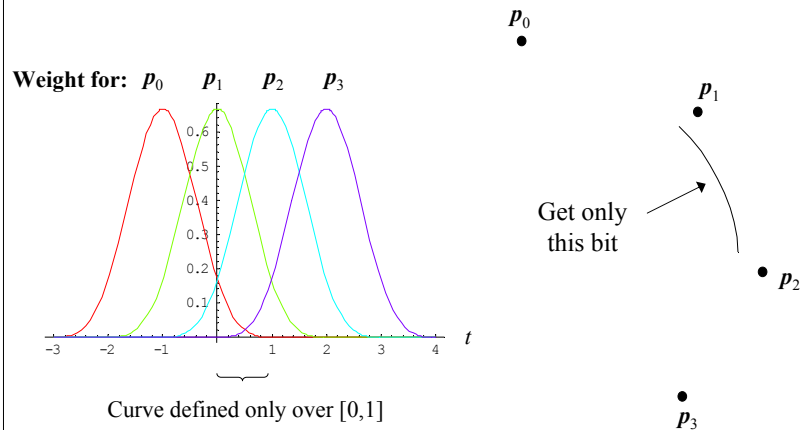 p0
Weight for: p0 p1 p2 p3
p1
0.6
0.5
0.4
0.3
0.2
0.1
-3 -2 -1 1 2 3 4 t
Curve defined only over [0,1]
Get only
this bit
p2
p3